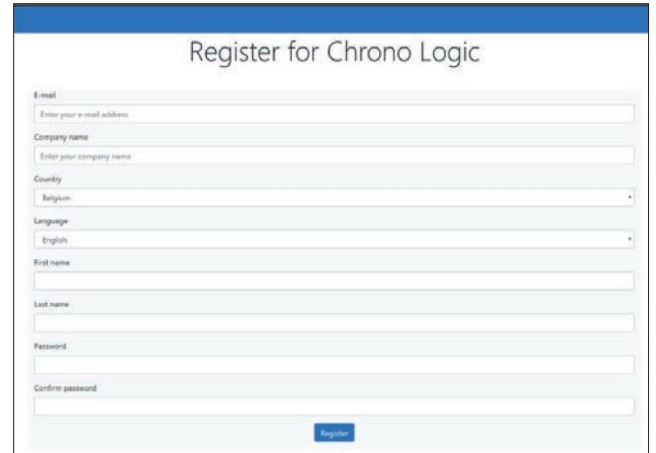 Register for Chrono Logic
E-mail
Enter your e-mail address
Company name
Enter your company name
Country
Belgium
Language
English
First name
Last name
Password
Confirm password
Register